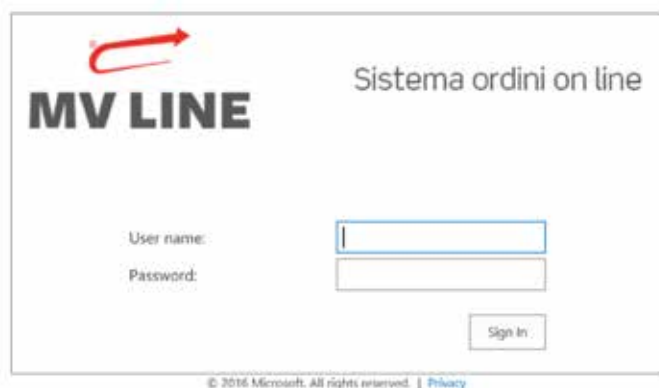 MV LINE
Sistema ordini on line
User name:
Password:
Sign In
© 2016 Microsoft. All rights reserved. | Privacy